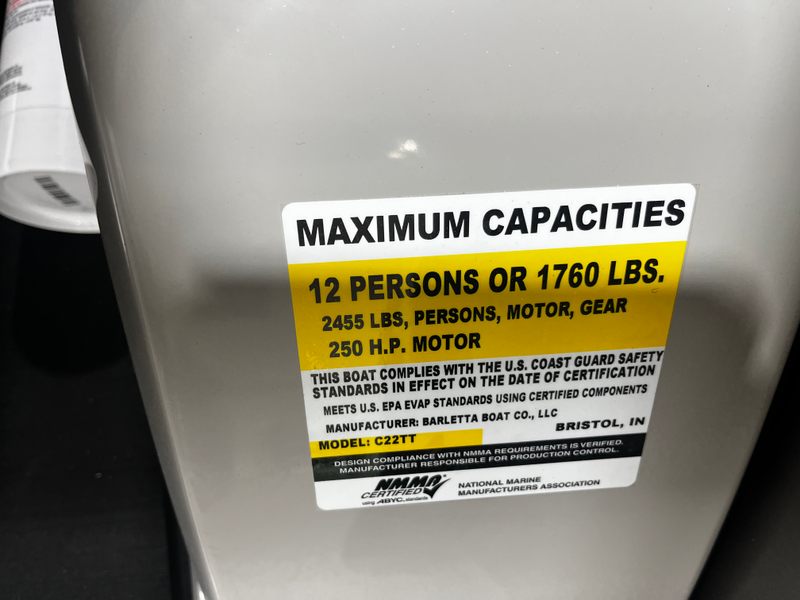 MAXIMUM CAPACITIES
12 PERSONS OR 1760 LBS.
2455 LBS, PERSONS, MOTOR, GEAR
250 H.P. MOTOR
THIS BOAT COMPLIES WITH THE U.S. COAST GUARD SAFETY
STANDARDS IN EFFECT ON THE DATE OF CERTIFICATION
MEETS U.S. EPA EVAP STANDARDS USING CERTIFIED COMPONENTS
MANUFACTURER: BARLETTA BOAT CO., LLC
BRISTOL, IN
MODEL: C22TT
DESIGN COMPLIANCE WITH NMMA REQUIREMENTS IS VERIFIED.
MANUFACTURER RESPONSIBLE FOR PRODUCTION CONTROL.
NMMA
CERTIFIED
using ABYC standards
NATIONAL MARINE
MANUFACTURERS ASSOCIATION